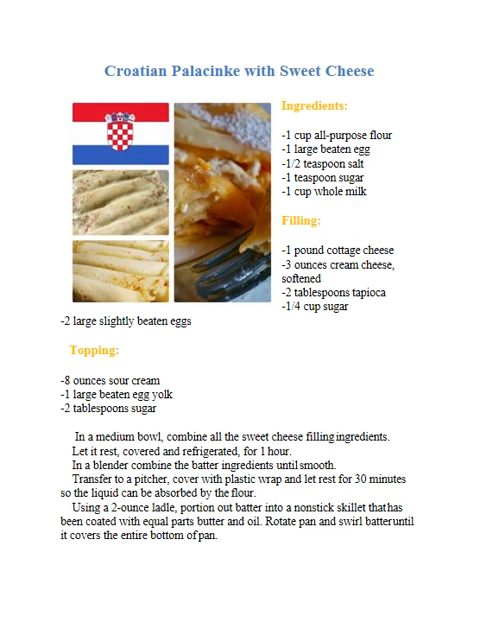 Croatian Palacinke with Sweet Cheese
Ingredients:
-1 cup all-purpose flour
-1 large beaten egg
-1/2 teaspoon salt
-1 teaspoon sugar
-1 cup whole milk
Filling:
-1 pound cottage cheese
-3 ounces cream cheese,
softened
-2 tablespoons tapioca
-1/4 cup sugar
-2 large slightly beaten eggs
Topping:
-8 ounces sour cream
-1 large beaten egg yolk
-2 tablespoons sugar
In a medium bowl, combine all the sweet cheese filling ingredients.
Let it rest, covered and refrigerated, for 1 hour.
In a blender combine the batter ingredients until smooth.
Transfer to a pitcher, cover with plastic wrap and let rest for 30 minutes
so the liquid can be absorbed by the flour.
Using a 2-ounce ladle, portion out batter into a nonstick skillet that has
been coated with equal parts butter and oil. Rotate pan and swirl batter until
it covers the entire bottom of pan.